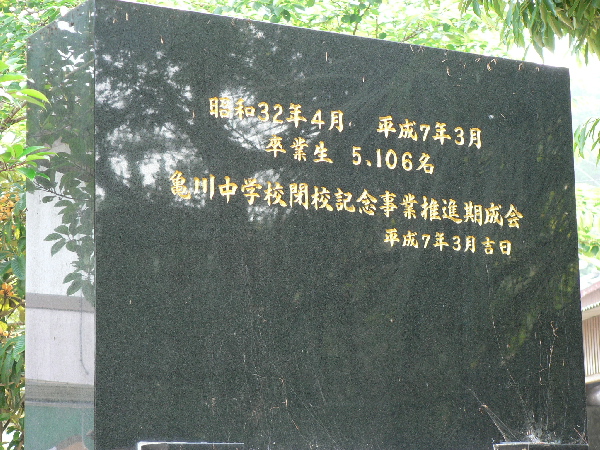 昭和32年4月　平成7年3月
卒業生　5、106名
亀川中学校閉校記念事業推進期成会
平成7年3月吉日